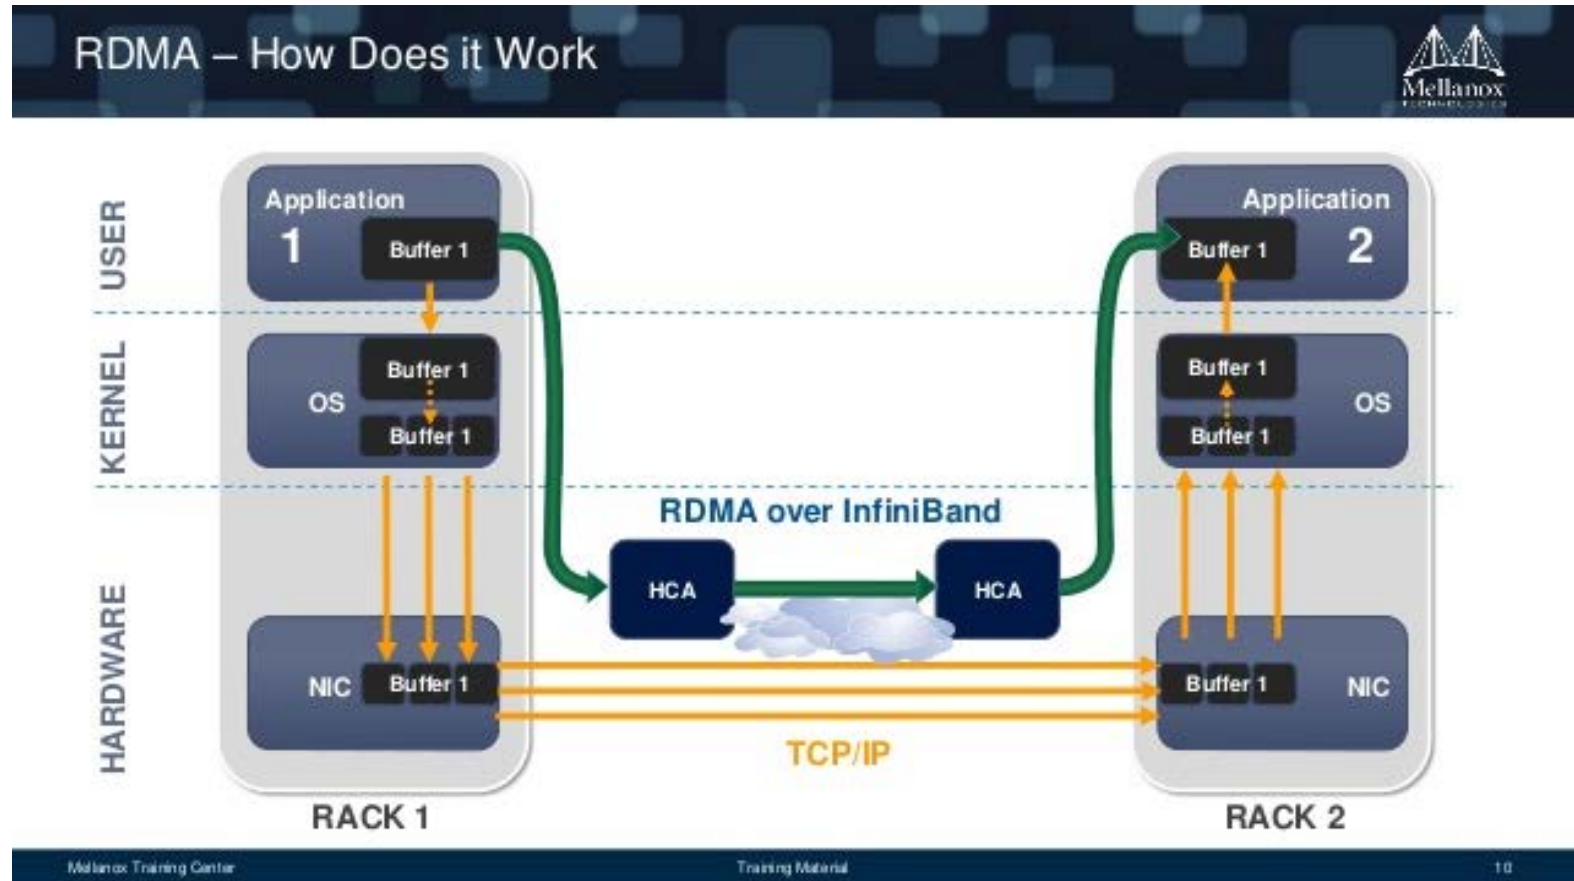 RDMA – How Does it Work
Mellanox
TECHNOLOGIES
USER
KERNEL
HARDWARE
Application
1
Buffer 1
OS
Buffer 1
Buffer 1
NIC
Buffer 1
RACK 1
RDMA over InfiniBand
HCA
HCA
TCP/IP
Application
2
Buffer 1
Buffer 1
OS
Buffer 1
Buffer 1
NIC
RACK 2
Mellanox Training Center
Training Material
10